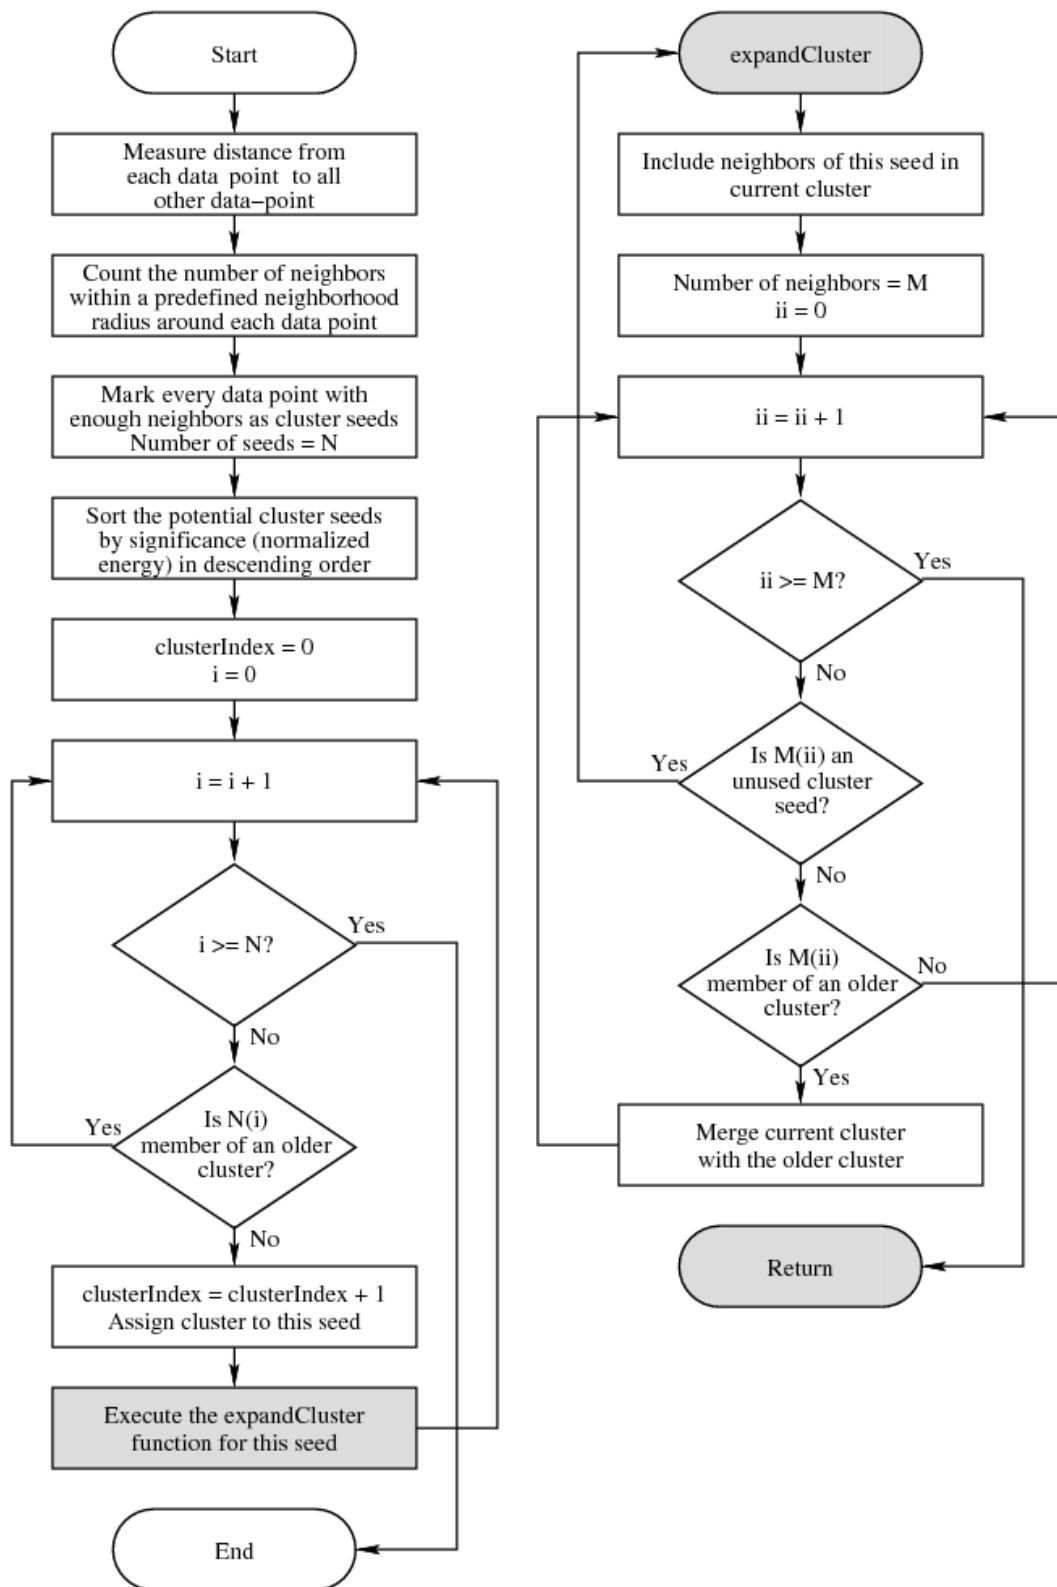 Start
Measure distance from
each data point to all
other data−point
Count the number of neighbors
within a predefined neighborhood
radius around each data point
Mark every data point with
enough neighbors as cluster seeds
Number of seeds = N
Sort the potential cluster seeds
by significance (normalized
energy) in descending order
clusterIndex = 0
i = 0
i = i + 1
i >= N?
Yes
No
Is N(i)
member of an older
cluster?
Yes
No
clusterIndex = clusterIndex + 1
Assign cluster to this seed
Execute the expandCluster
function for this seed
End
expandCluster
Include neighbors of this seed in
current cluster
Number of neighbors = M
ii = 0
ii = ii + 1
ii >= M?
Yes
No
Is M(ii) an
unused cluster
seed?
Yes
No
Is M(ii)
member of an older
cluster?
No
Yes
Merge current cluster
with the older cluster
Return